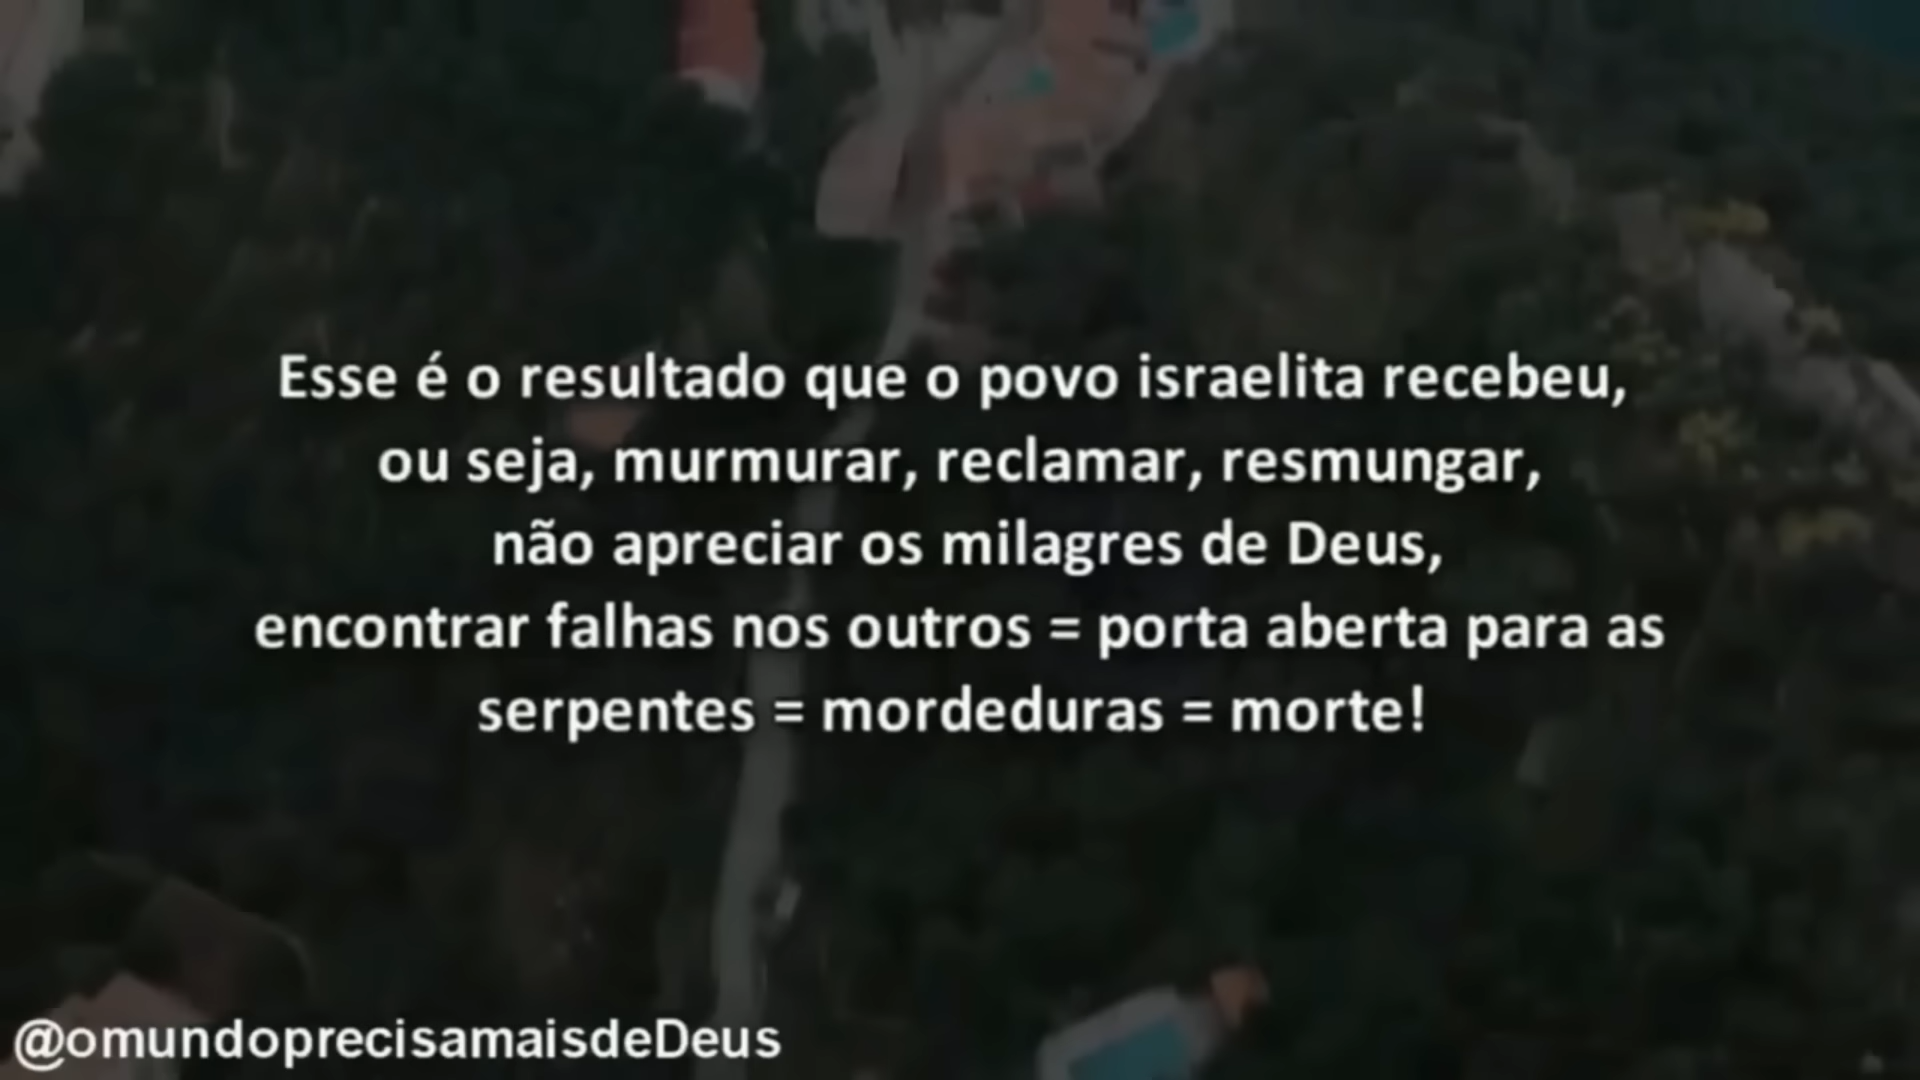 Esse é o resultado que o povo israelita recebeu,
ou seja, murmurar, reclamar, resmungar,
não apreciar os milagres de Deus,
encontrar falhas nos outros = porta aberta para as
serpentes = mordeduras = morte!
@omundoprecisamaisdeDeus